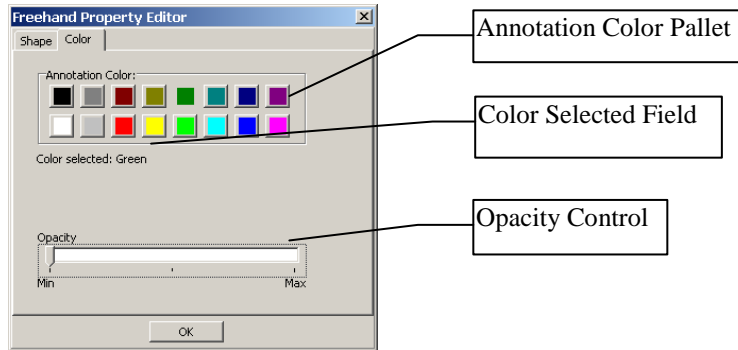 Freehand Property Editor
Shape Color
Annotation Color:
Color selected: Green
Opacity
Min Max
OK
Annotation Color Pallet
Color Selected Field
Opacity Control